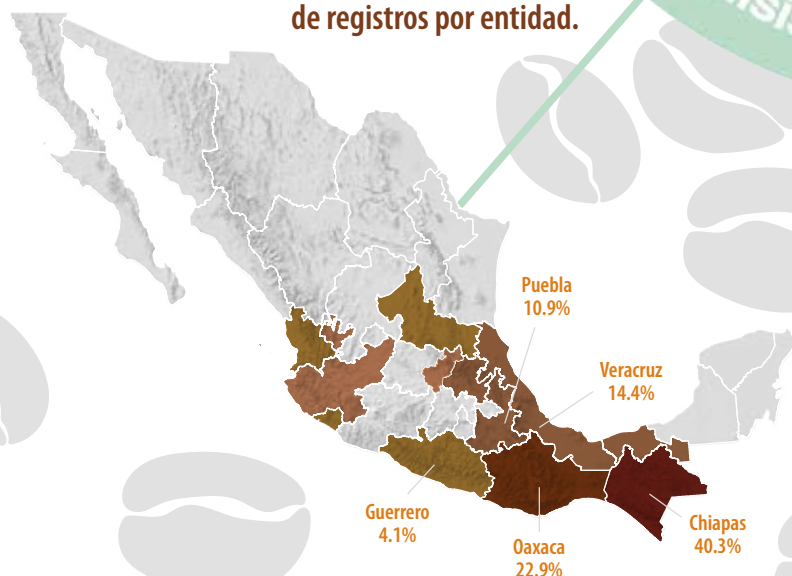 de registros por entidad.
Puebla
10.9%
Veracruz
14.4%
Guerrero
4.1%
Oaxaca
22.9%
Chiapas
40.3%